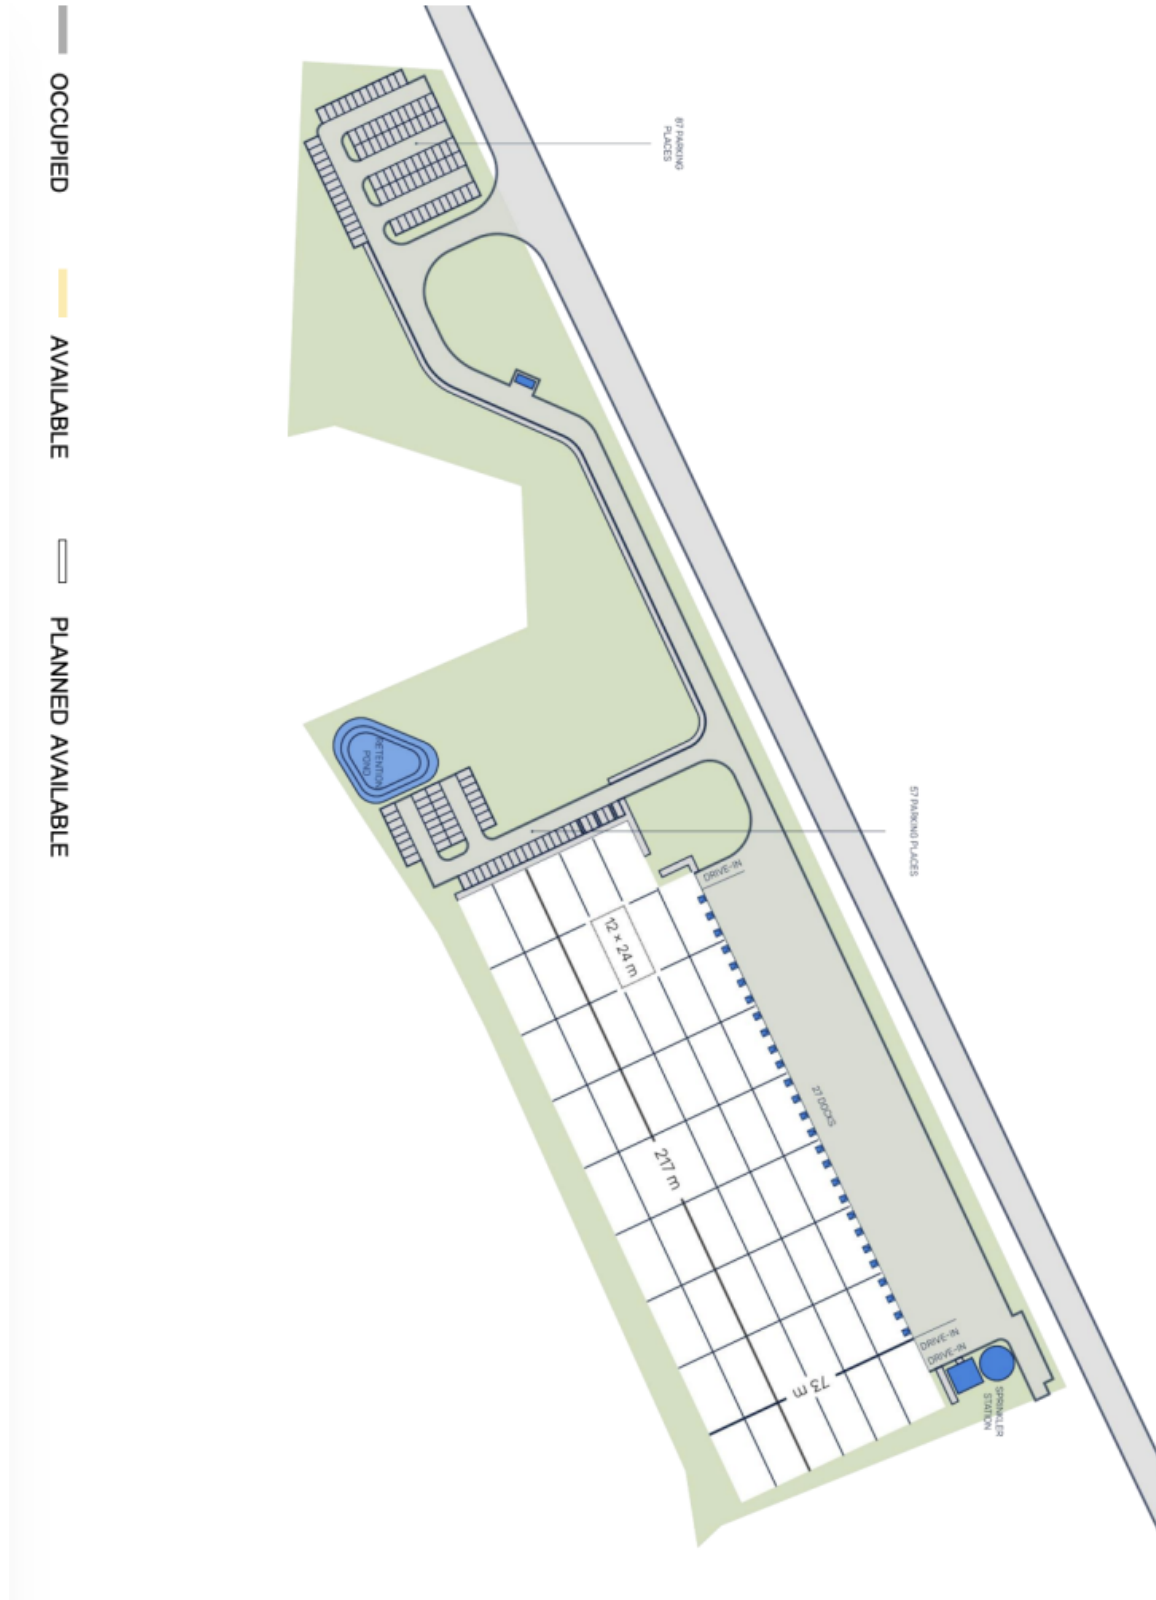 OCCUPIED
AVAILABLE
PLANNED AVAILABLE
67 PARKING
PLACES
57 PARKING PLACES
RETENTION
POND
DRIVE-IN
12 x 24 m
27 DOCKS
217 m
73 m
DRIVE-IN
DRIVE-IN
SPRINKLER
STATION